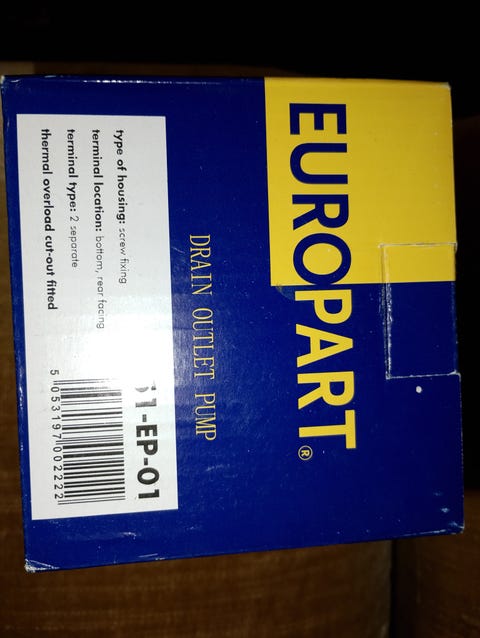 EUROPART®
DRAIN OUTLET PUMP
type of housing: screw fixing
terminal location: bottom, rear facing
terminal type: 2 separate
thermal overload cut-out fitted
1-EP-01
5 053197 002222